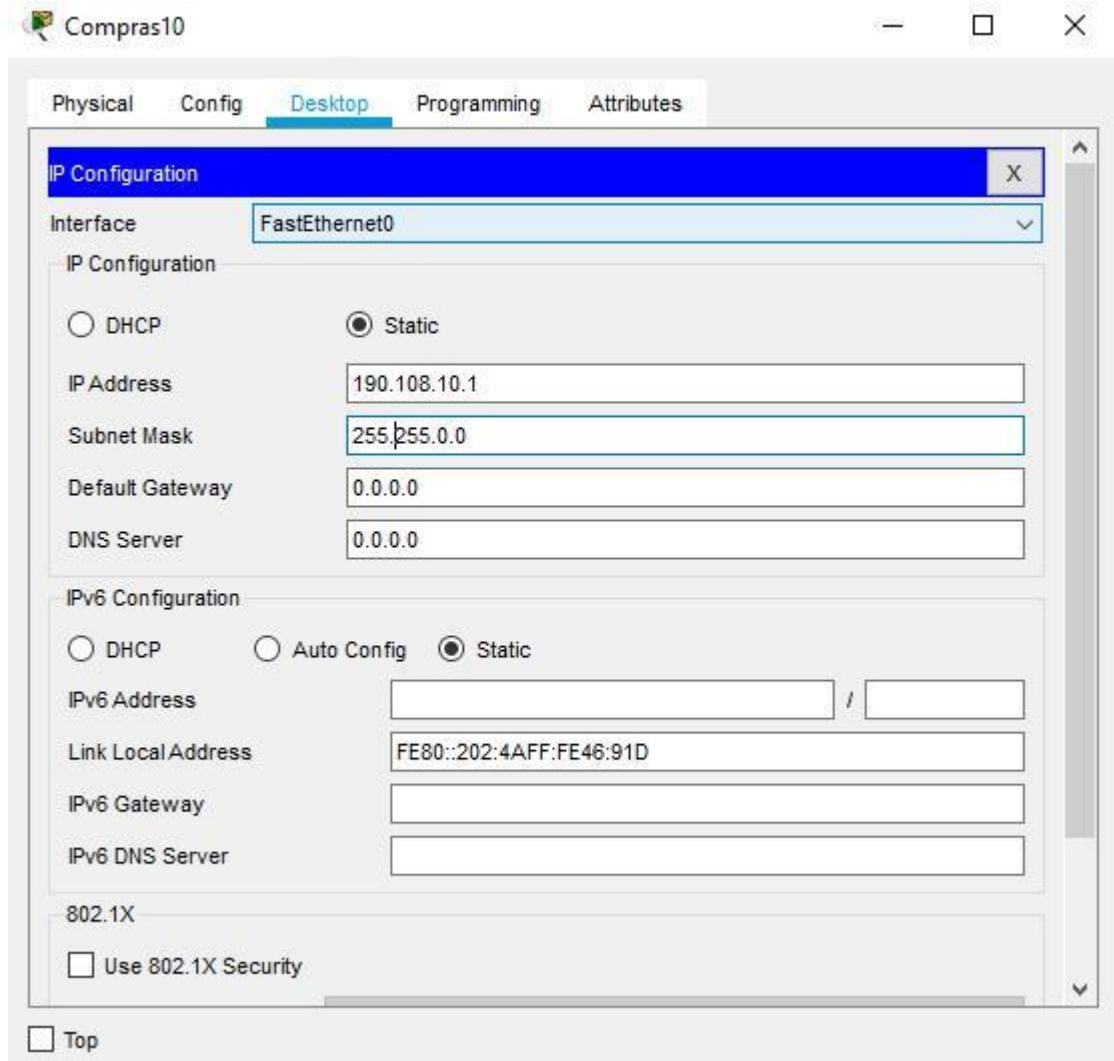 Compras10
Physical Config Desktop Programming Attributes
IP Configuration X
Interface FastEthernet0
IP Configuration
DHCP Static
IP Address 190.108.10.1
Subnet Mask 255.255.0.0
Default Gateway 0.0.0.0
DNS Server 0.0.0.0
IPv6 Configuration
DHCP Auto Config Static
IPv6 Address /
Link Local Address FE80::202:4AFF:FE46:91D
IPv6 Gateway
IPv6 DNS Server
802.1X
Use 802.1X Security
Top